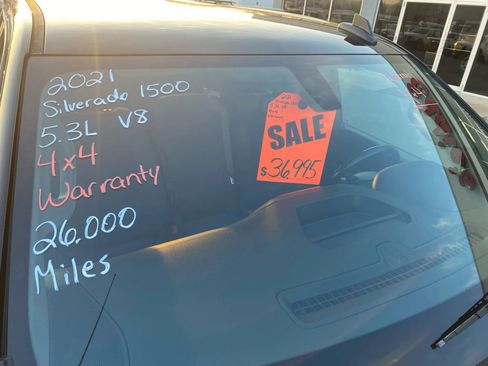 2021
Silverado 1500
5.3L V8
4x4
Warranty
26.000
Miles
SALE
$36,995